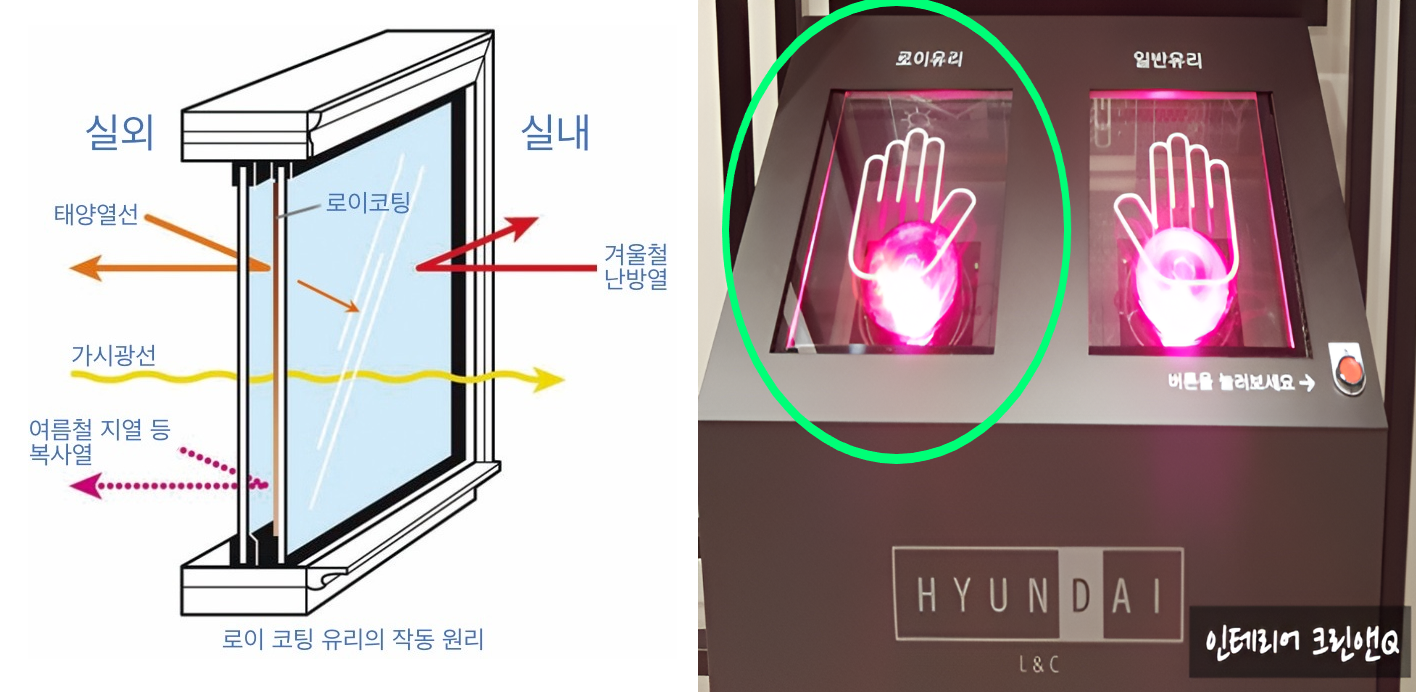 실외
실내
태양열선
로이코팅
겨울철
난방열
가시광선
여름철 지열 등
복사열
로이 코팅 유리의 작동 원리
로이유리
일반유리
버튼을 눌러보세요 →
HYUNDAI
L&C
인테리어 크린앤Q